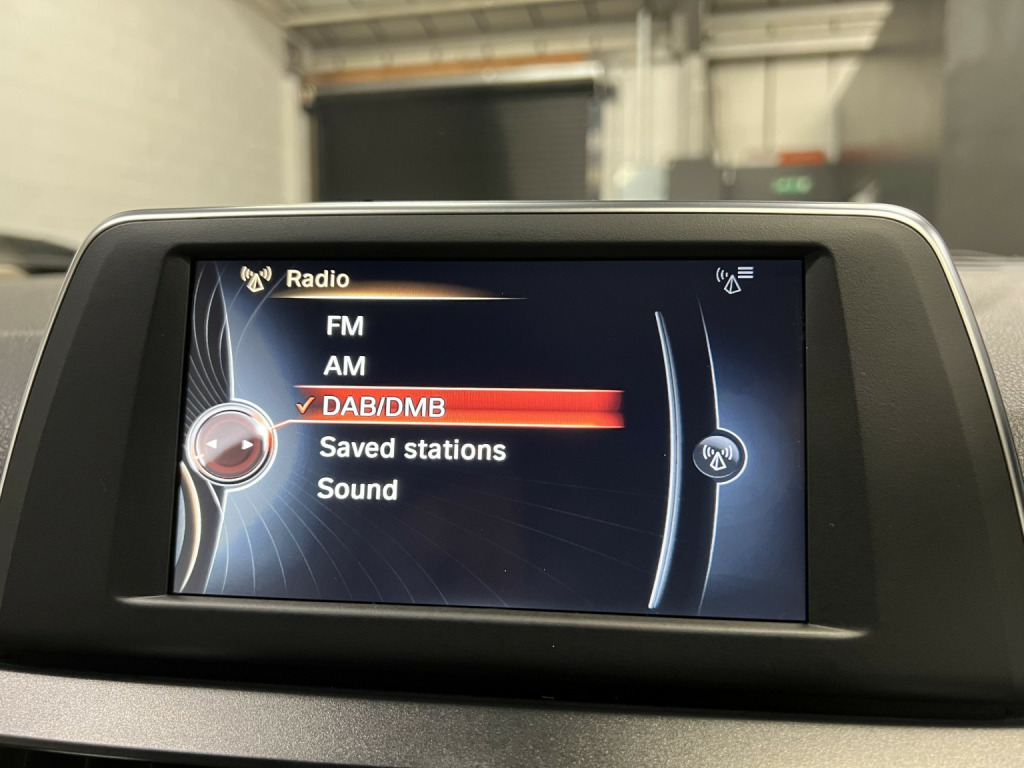 Radio
FM
AM
✓ DAB/DMB
Saved stations
Sound